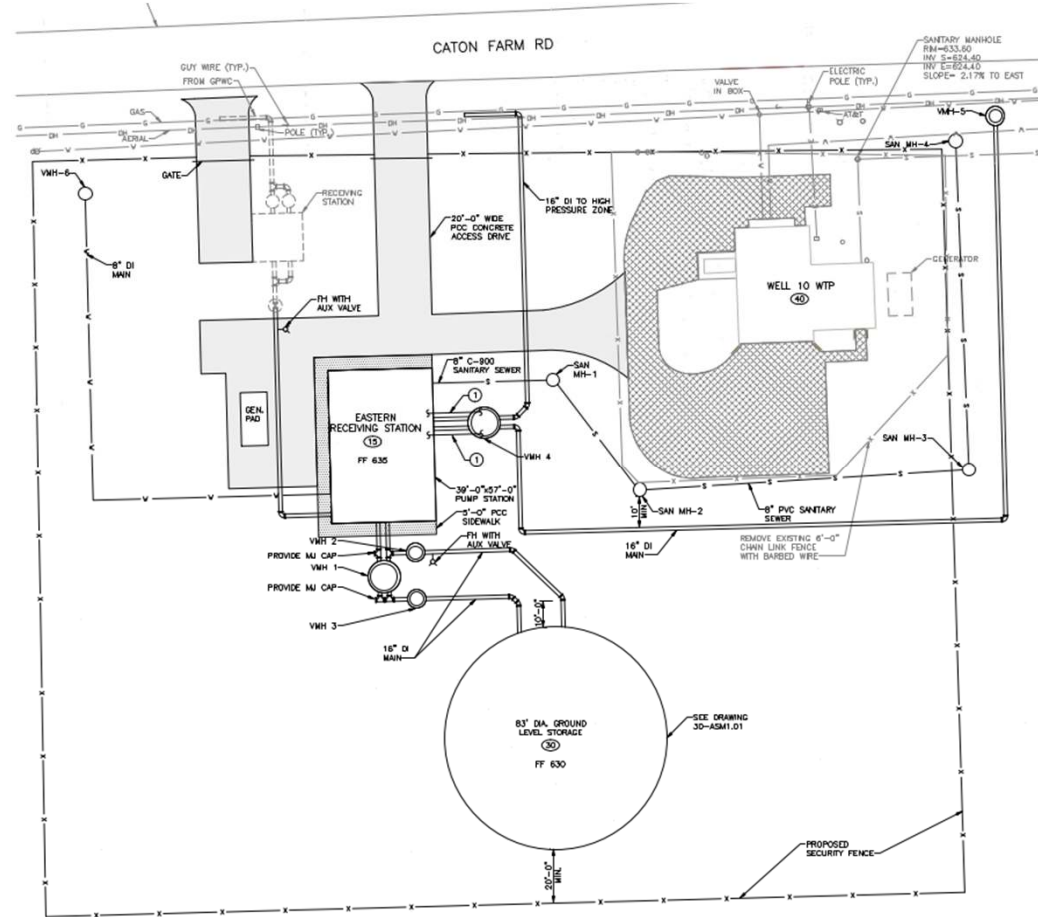 CATON FARM RD
SANITARY MANHOLE
RIM=633.60
INV S=624.40
INV E=624.40
SLOPE= 2.17% TO EAST
GUY WIRE (TYP.)
FROM GPWC
ELECTRIC
POLE (TYP.)
VALVE
IN BOX
GAS
G
G
G
G
G
DH
DH
DH
DH
AERIAL
POLE (TYP.)
AT&T
VMH-5
SAN MH-4
W
W
W
VMH-6
GATE
RECEIVING
STATION
16" DI TO HIGH
PRESSURE ZONE
20'-0" WIDE
PCC CONCRETE
ACCESS DRIVE
8" DI
MAIN
GENERATOR
WELL 10 WTP
40
FH WITH
AUX VALVE
8" C-900
SANITARY SEWER
SAN
MH-1
S
1
GEN.
PAD
EASTERN
RECEIVING STATION
15
FF 635
1
VMH 4
SAN MH-3
39'-0"x57'-0"
PUMP STATION
5'-0" PCC
SIDEWALK
10'
MIN.
SAN MH-2
8" PVC SANITARY
SEWER
VMH 2
FH WITH
AUX VALVE
16" DI
MAIN
REMOVE EXISTING 6'-0"
CHAIN LINK FENCE
WITH BARBED WIRE
PROVIDE MJ CAP
VMH 1
PROVIDE MJ CAP
VMH 3
10'-0"
16" DI
MAIN
83' DIA. GROUND
LEVEL STORAGE
30
FF 630
SEE DRAWING
30-ASM1.01
PROPOSED
SECURITY FENCE
20'-0"
MIN.